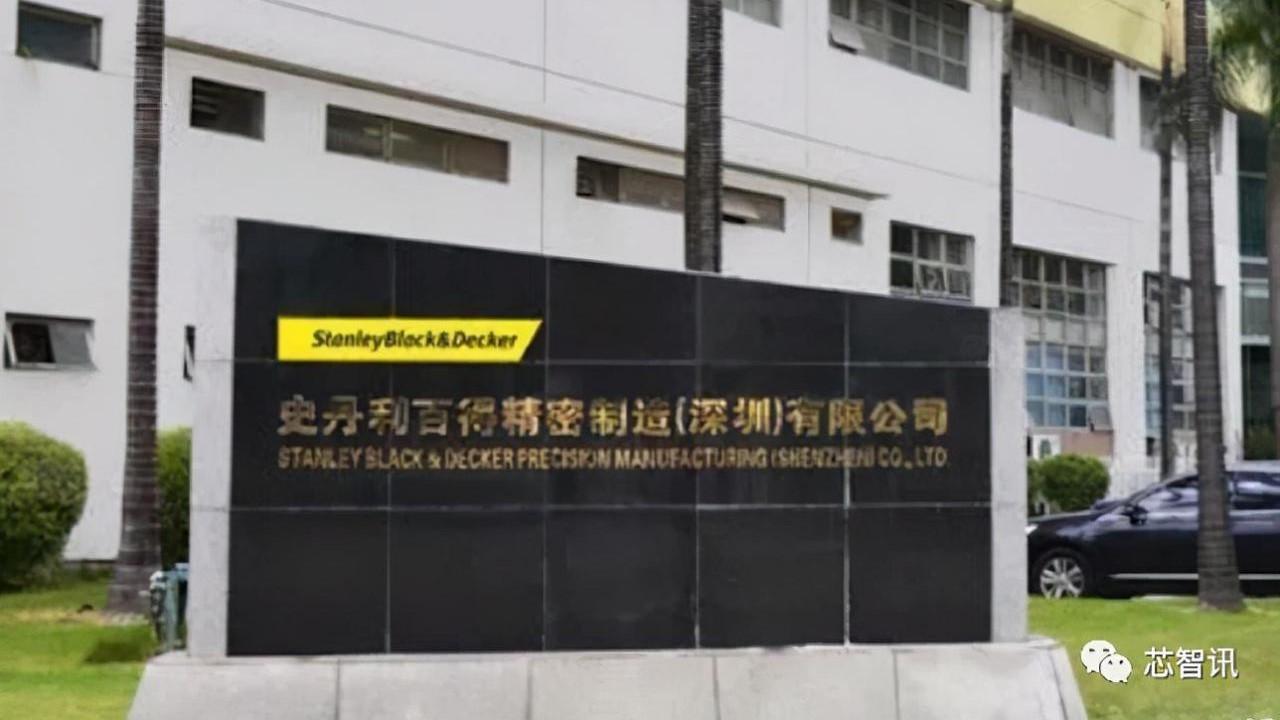 StanleyBlack&Decker
史丹利百得精密制造(深圳)有限公司
STANLEY BLACK & DECKER PRECISION MANUFACTURING (SHENZHEN) CO., LTD
芯智讯